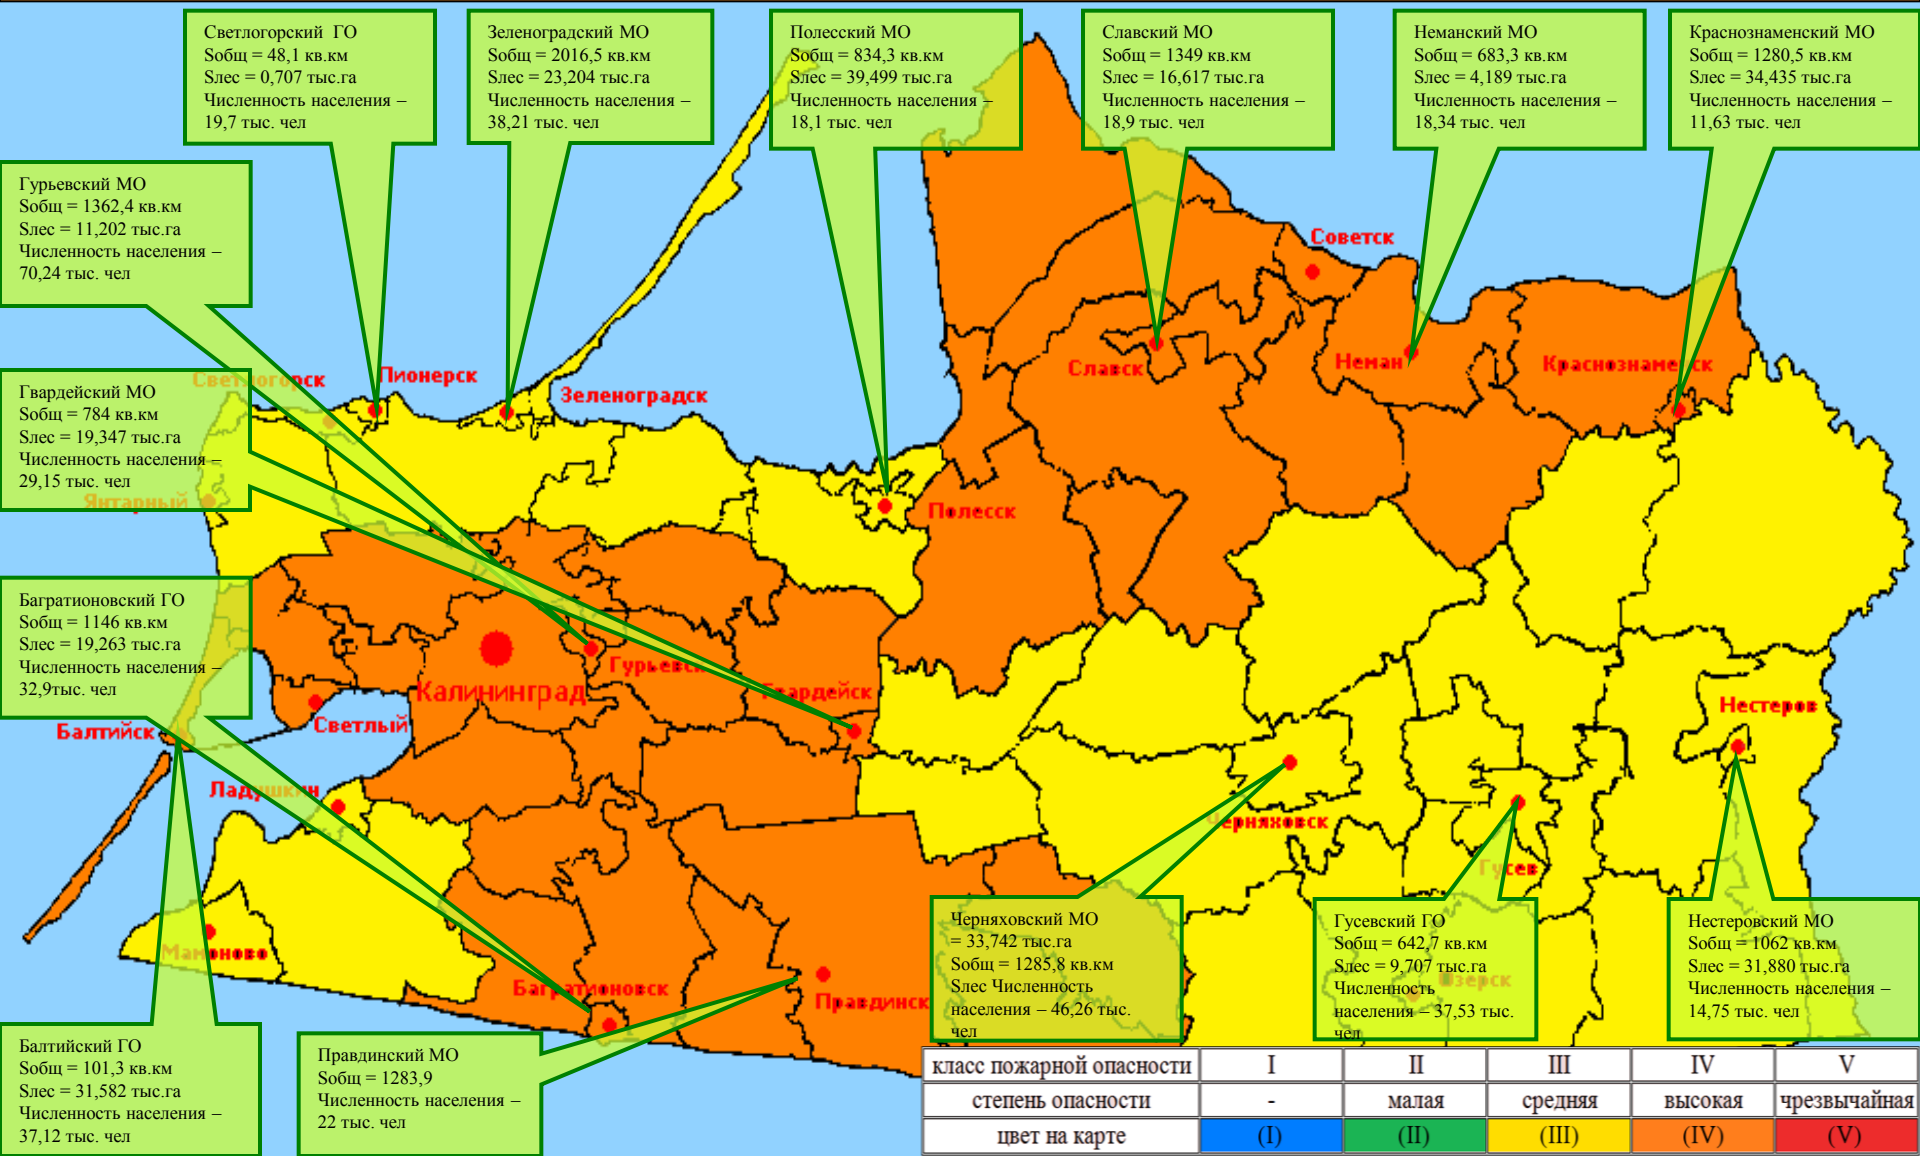 Светлогорский ГО
Sобщ = 48,1 кв.км
Sлес = 0,707 тыс.га
Численность населения –
19,7 тыс. чел
Зеленоградский МО
Sобщ = 2016,5 кв.км
Sлес = 23,204 тыс.га
Численность населения –
38,21 тыс. чел
Полесский МО
Sобщ = 834,3 кв.км
Sлес = 39,499 тыс.га
Численность населения –
18,1 тыс. чел
Славский МО
Sобщ = 1349 кв.км
Sлес = 16,617 тыс.га
Численность населения –
18,9 тыс. чел
Неманский МО
Sобщ = 683,3 кв.км
Sлес = 4,189 тыс.га
Численность населения –
18,34 тыс. чел
Краснознаменский МО
Sобщ = 1280,5 кв.км
Sлес = 34,435 тыс.га
Численность населения –
11,63 тыс. чел
Гурьевский МО
Sобщ = 1362,4 кв.км
Sлес = 11,202 тыс.га
Численность населения –
70,24 тыс. чел
Гвардейский МО
Sобщ = 784 кв.км
Sлес = 19,347 тыс.га
Численность населения –
29,15 тыс. чел
Багратионовский ГО
Sобщ = 1146 кв.км
Sлес = 19,263 тыс.га
Численность населения –
32,9тыс. чел
Советск
Славск
Неман
Краснознаменск
Светлогорск
Пионерск
Зеленоградск
Янтарный
Полесск
Калининград
Гурьевск
Гвардейск
Нестеров
Балтийск
Светлый
Ладушкин
Черняховск
Гусев
Мамоново
Багратионовск
Правдинск
Озерск
Балтийский ГО
Sобщ = 101,3 кв.км
Sлес = 31,582 тыс.га
Численность населения –
37,12 тыс. чел
Правдинский МО
Sобщ = 1283,9
Численность населения –
22 тыс. чел
Черняховский МО
= 33,742 тыс.га
Sобщ = 1285,8 кв.км
Sлес Численность
населения – 46,26 тыс.
чел
Гусевский ГО
Sобщ = 642,7 кв.км
Sлес = 9,707 тыс.га
Численность
населения – 37,53 тыс.
чел
Нестеровский МО
Sобщ = 1062 кв.км
Sлес = 31,880 тыс.га
Численность населения –
14,75 тыс. чел
класс пожарной опасности I II III IV V
степень опасности - малая средняя высокая чрезвычайная
цвет на карте (I) (II) (III) (IV) (V)